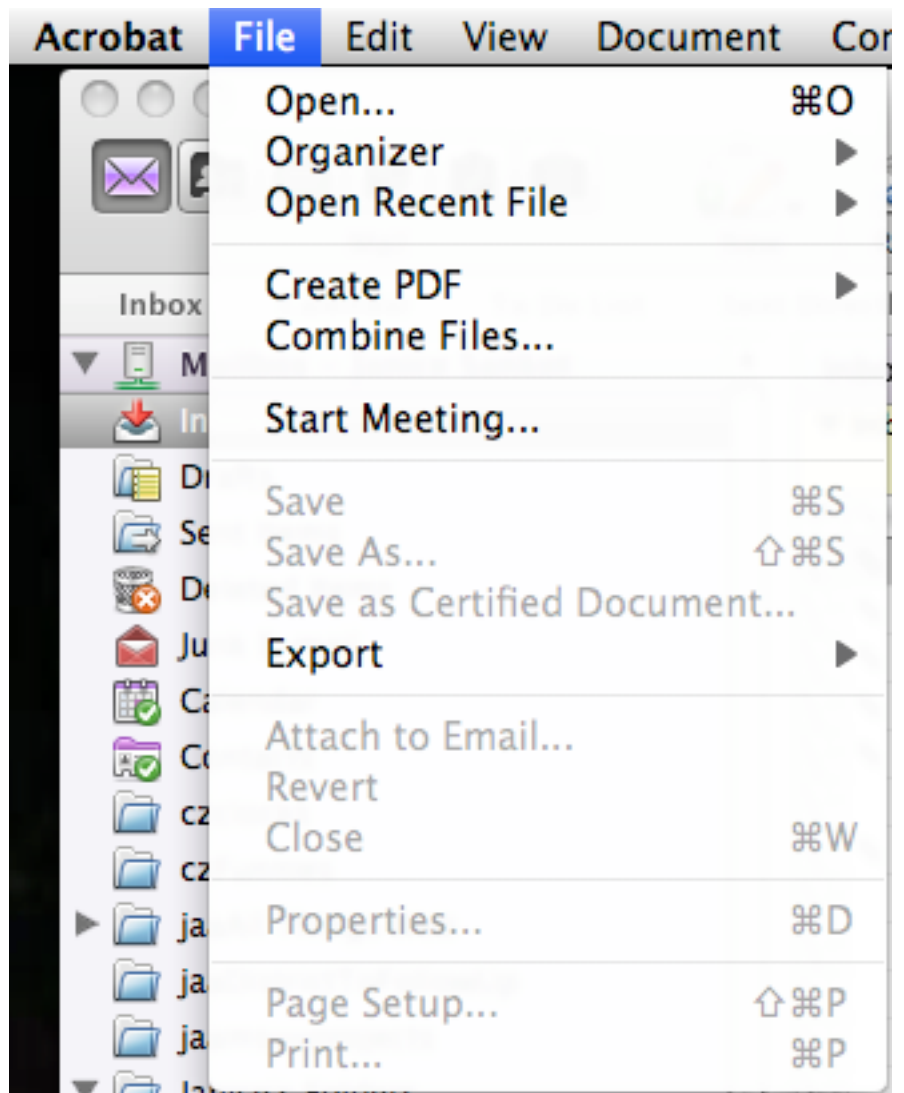 Acrobat File Edit View Document
Open... ⌘O
Organizer ▶
Open Recent File ▶
Create PDF ▶
Combine Files...
Start Meeting...
Save ⌘S
Save As... ⇧⌘S
Save as Certified Document...
Export ▶
Attach to Email...
Revert
Close ⌘W
Properties... ⌘D
Page Setup... ⇧⌘P
Print... ⌘P
Inbox